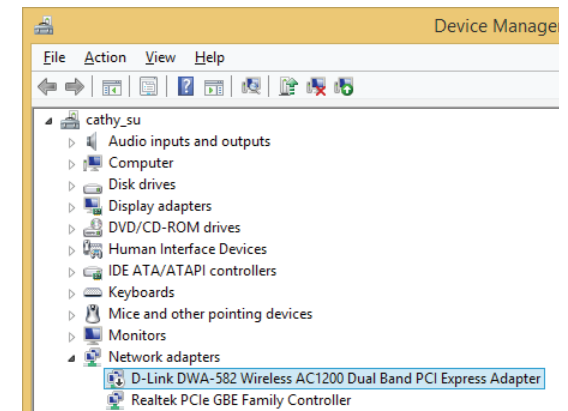 Device Manager
File Action View Help
cathy_su
Audio inputs and outputs
Computer
Disk drives
Display adapters
DVD/CD-ROM drives
Human Interface Devices
IDE ATA/ATAPI controllers
Keyboards
Mice and other pointing devices
Monitors
Network adapters
D-Link DWA-582 Wireless AC1200 Dual Band PCI Express Adapter
Realtek PCIe GBE Family Controller